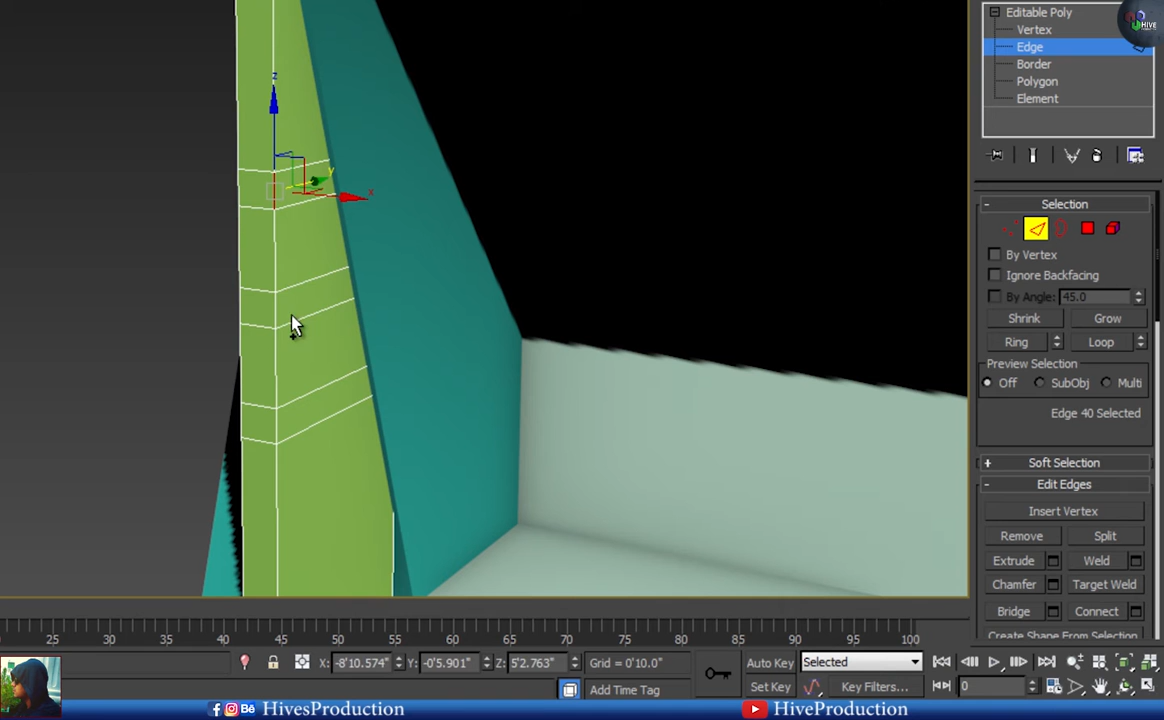 Editable Poly
HIVE
Vertex
Edge
Border
Polygon
Element
z
y
x
- Selection
By Vertex
Ignore Backfacing
By Angle: 45.0
Shrink Grow
Ring Loop
Preview Selection
Off SubObj Multi
Edge 40 Selected
+ Soft Selection
- Edit Edges
Insert Vertex
Remove Split
Extrude Weld
Chamfer Target Weld
Bridge Connect
Create Shape From Selection
25 30 35 40 45 50 55 60 65 70 75 80 85 90 95 100
X: -8'10.574" Y: -0'5.901" Z: 5'2.763" Grid = 0'10.0" Auto Key Selected
Add Time Tag Set Key Key Filters... 0
f Bē HivesProduction HiveProduction